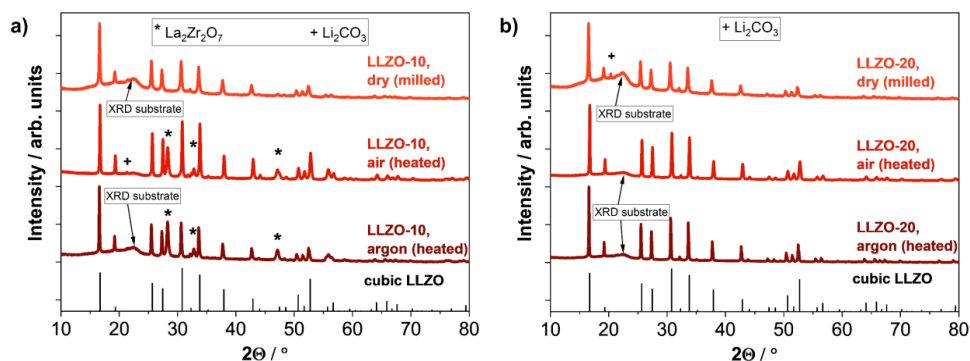 a)
* La2Zr2O7
+ Li2CO3
LLZO-10,
dry (milled)
XRD substrate
*
*
*
+
LLZO-10,
air (heated)
XRD substrate
*
*
*
LLZO-10,
argon (heated)
cubic LLZO
Intensity / arb. units
10 20 30 40 50 60 70 80
2Θ / °
b)
+ Li2CO3
+
LLZO-20,
dry (milled)
XRD substrate
LLZO-20,
air (heated)
XRD substrate
LLZO-20,
argon (heated)
cubic LLZO
Intensity / arb. units
10 20 30 40 50 60 70 80
2Θ / °